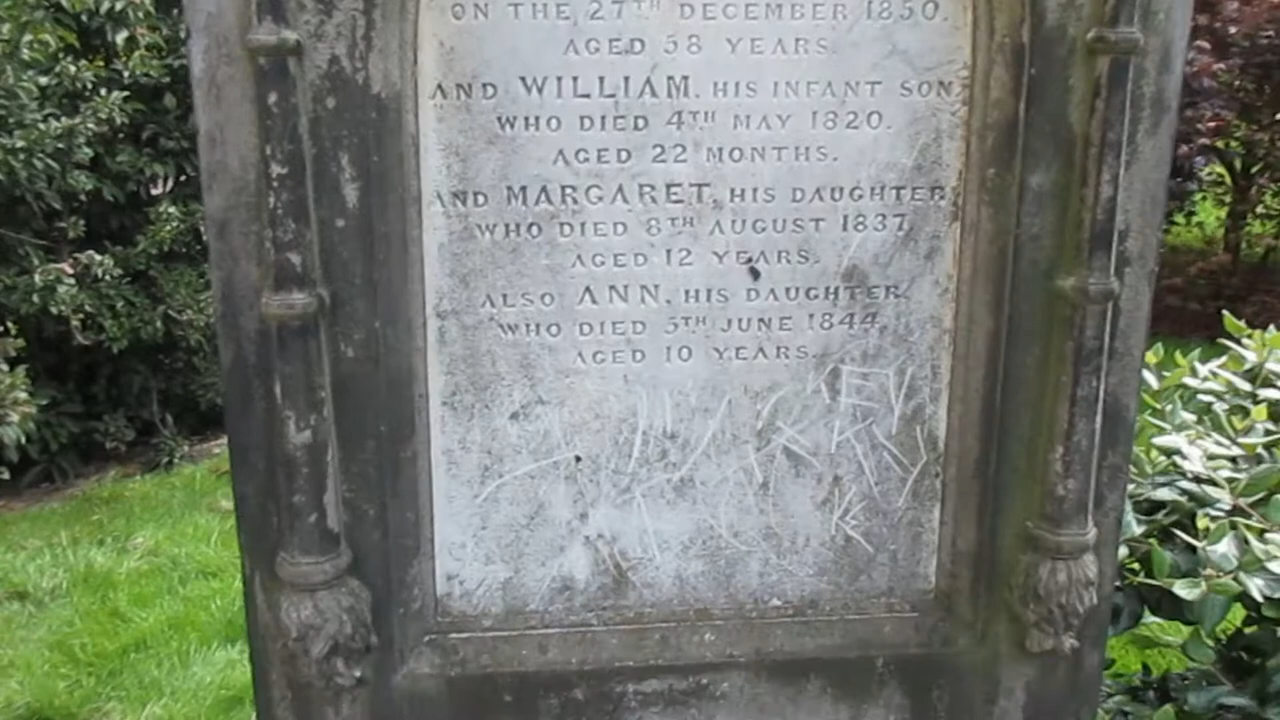 ON THE 27TH DECEMBER 1850.
AGED 58 YEARS.
AND WILLIAM, HIS INFANT SON
WHO DIED 4TH MAY 1820.
AGED 22 MONTHS.
AND MARGARET, HIS DAUGHTER
WHO DIED 8TH AUGUST 1837
AGED 12 YEARS.
ALSO ANN, HIS DAUGHTER.
WHO DIED 5TH JUNE 1844.
AGED 10 YEARS.